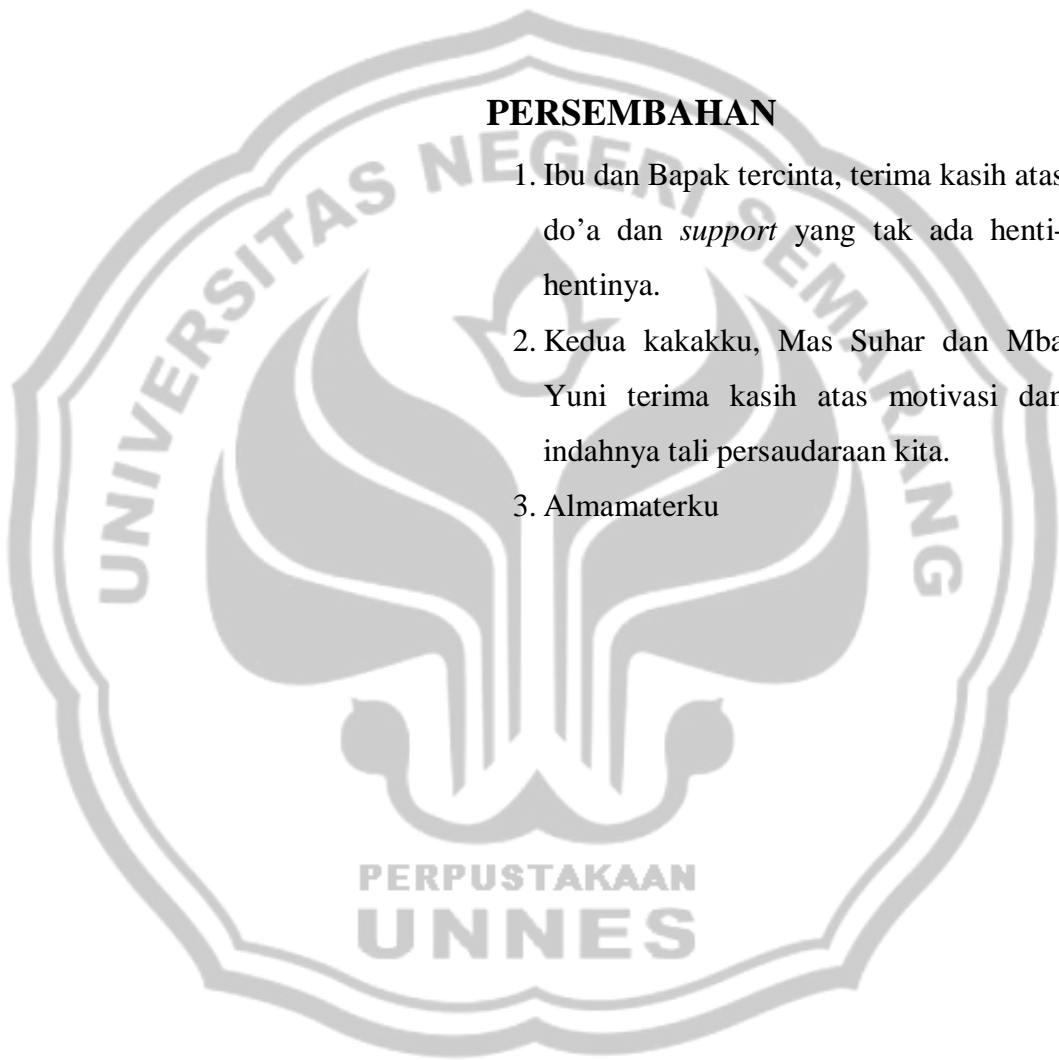 PERSEMBAHAN
1. Ibu dan Bapak tercinta, terima kasih atas
do’a dan support yang tak ada henti-
hentinya.
2. Kedua kakakku, Mas Suhar dan Mba
Yuni terima kasih atas motivasi dan
indahnya tali persaudaraan kita.
3. Almamaterku
UNIVERSITAS NEGERI SEMARANG
PERPUSTAKAAN
UNNES